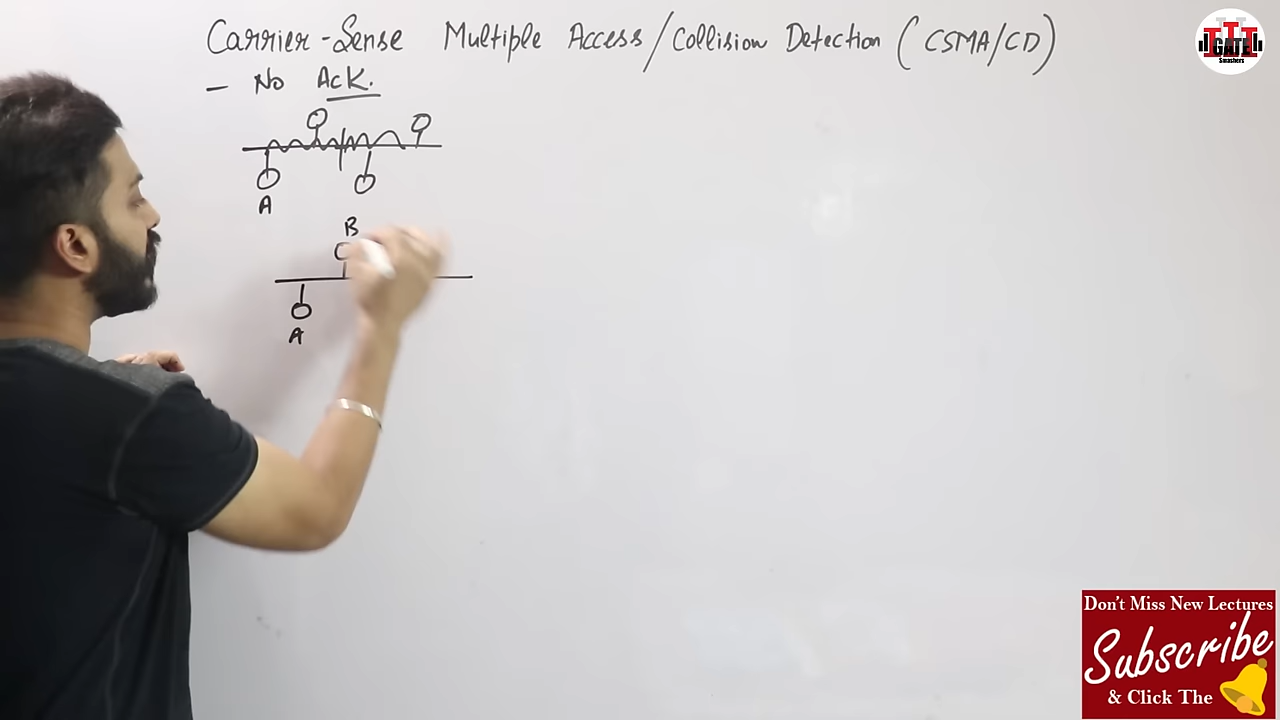 Carrier-Sense Multiple Access/Collision Detection (CSMA/CD)
- No Ack.
A
B
A
GATE
Smashers
Don't Miss New Lectures
Subscribe
& Click The